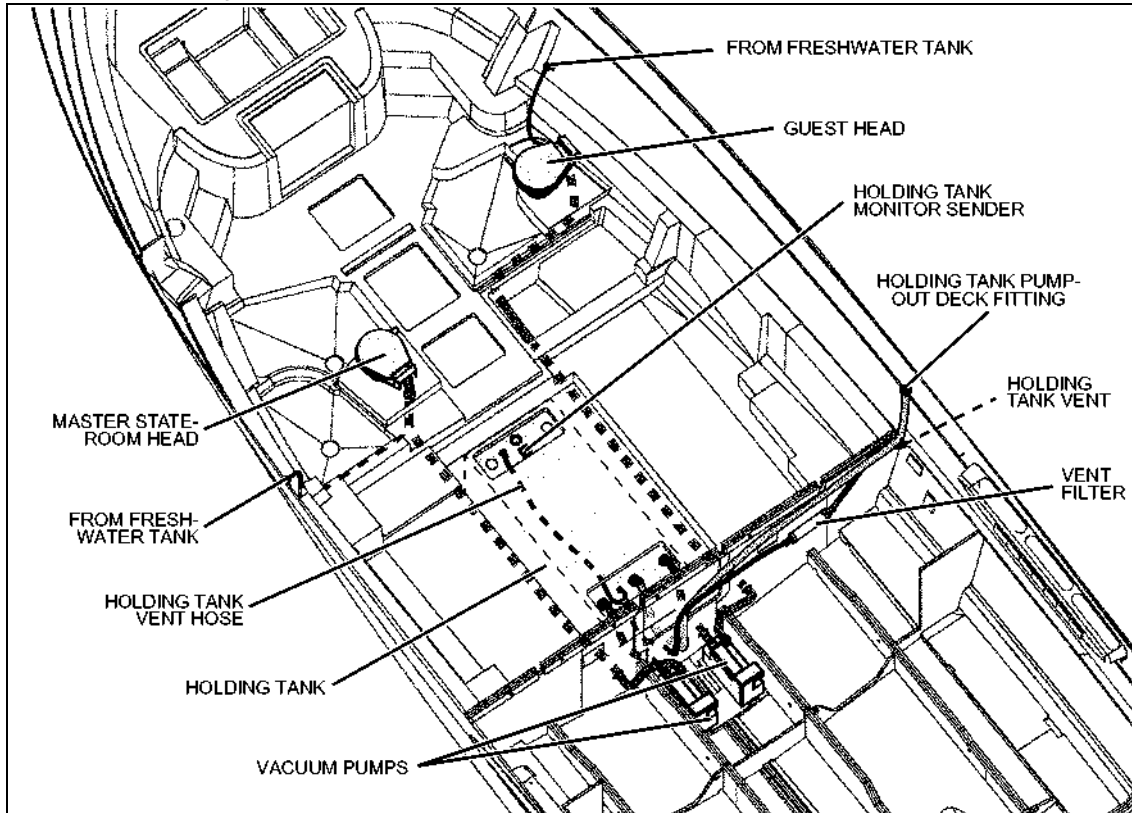 FROM FRESHWATER TANK
GUEST HEAD
HOLDING TANK
MONITOR SENDER
HOLDING TANK PUMP-
OUT DECK FITTING
HOLDING
TANK VENT
VENT
FILTER
MASTER STATE-
ROOM HEAD
FROM FRESH-
WATER TANK
HOLDING TANK
VENT HOSE
HOLDING TANK
VACUUM PUMPS